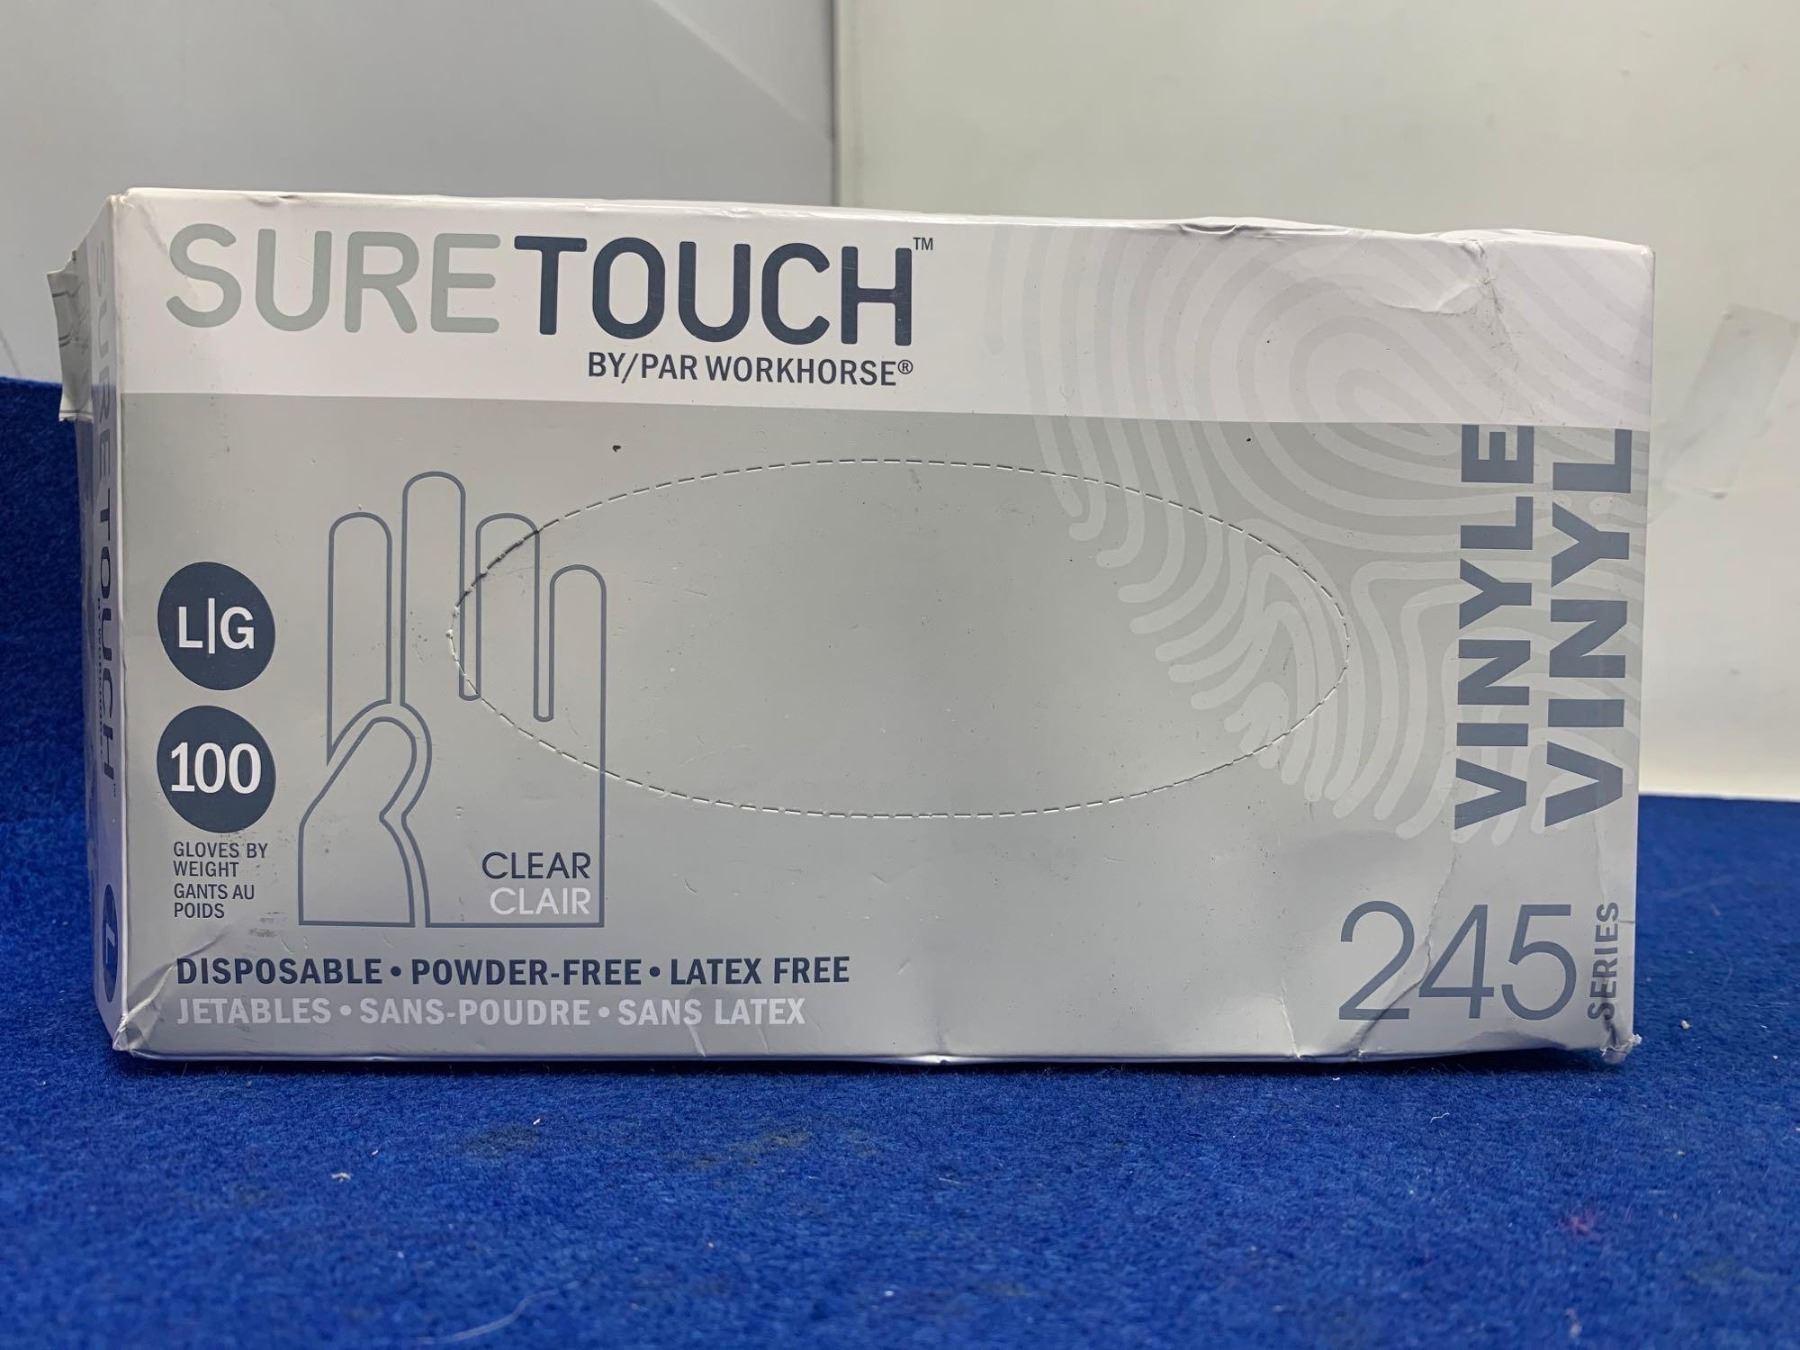 SURETOUCH™
BY/PAR WORKHORSE®
L|G
100
GLOVES BY
WEIGHT
GANTS AU
POIDS
CLEAR
CLAIR
DISPOSABLE • POWDER-FREE • LATEX FREE
JETABLES • SANS-POUDRE • SANS LATEX
VINYLE
VINYL
245
SERIES
SURETOUCH
L